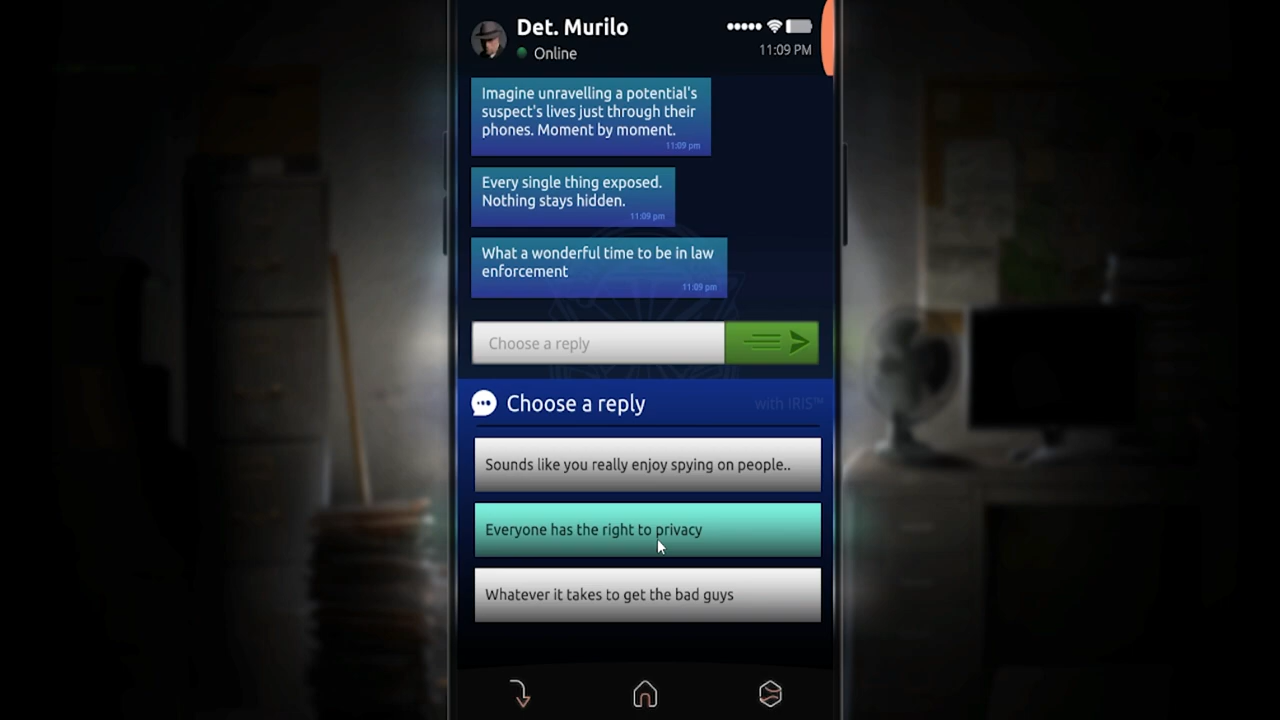 Det. Murilo
Online
11:09 PM
Imagine unravelling a potential's
suspect's lives just through their
phones. Moment by moment.
11:09 pm
Every single thing exposed.
Nothing stays hidden.
11:09 pm
What a wonderful time to be in law
enforcement
11:09 pm
Choose a reply
Choose a reply
with IRIS™
Sounds like you really enjoy spying on people..
Everyone has the right to privacy
Whatever it takes to get the bad guys